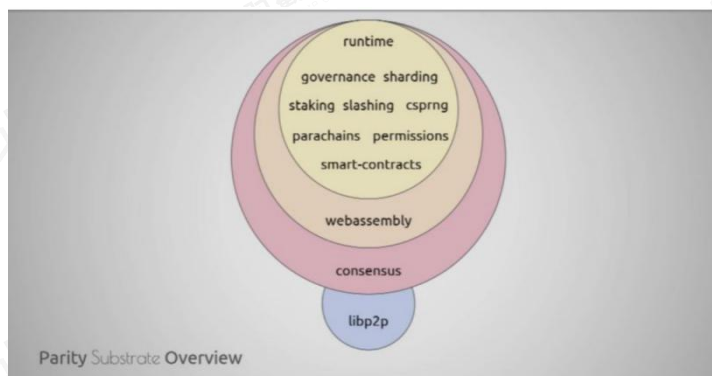 runtime
governance sharding
staking slashing csprng
parachains permissions
smart-contracts
webassembly
consensus
libp2p
Parity Substrate Overview